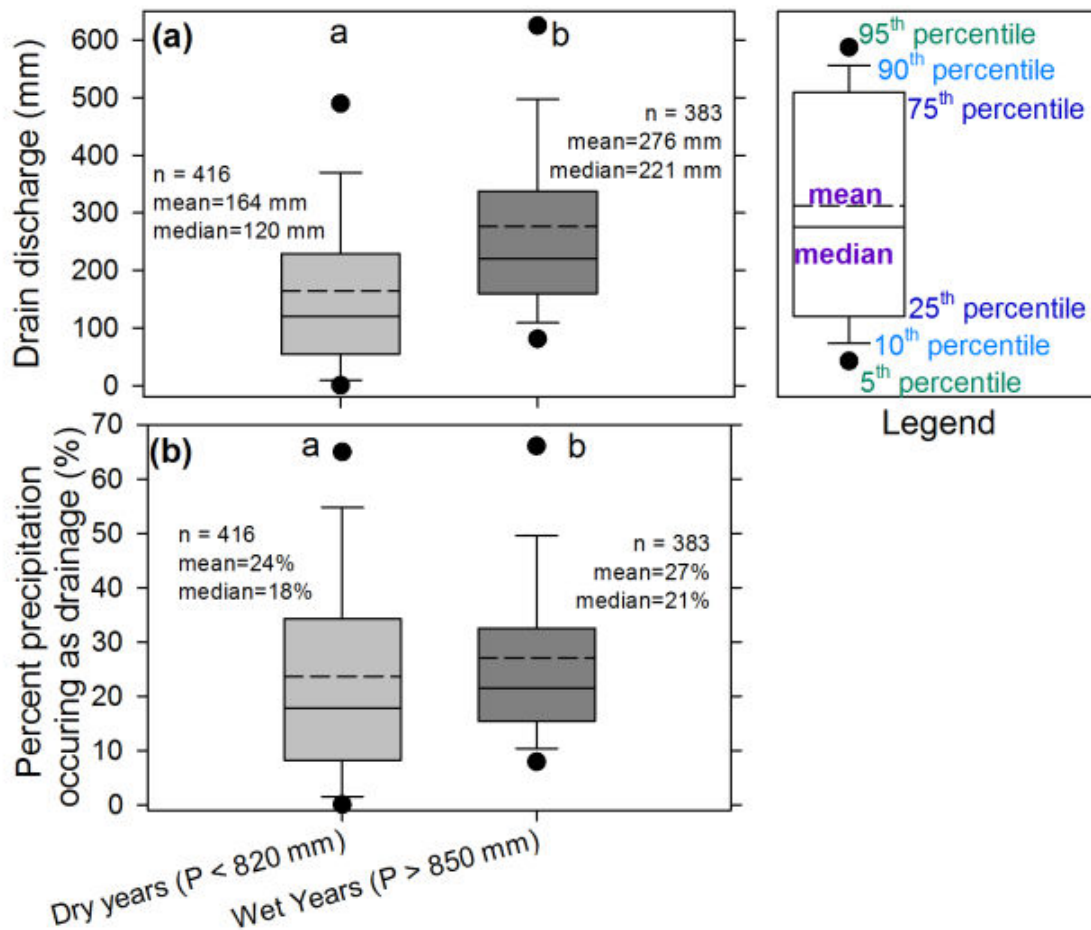 (a)
a
b
Drain discharge (mm)
600
500
400
300
200
100
0
n = 416
mean=164 mm
median=120 mm
n = 383
mean=276 mm
median=221 mm
95th percentile
90th percentile
75th percentile
mean
median
25th percentile
10th percentile
5th percentile
Legend
(b)
a
b
Percent precipitation
occuring as drainage (%)
70
60
50
40
30
20
10
0
n = 416
mean=24%
median=18%
n = 383
mean=27%
median=21%
Dry years (P < 820 mm)
Wet Years (P > 850 mm)